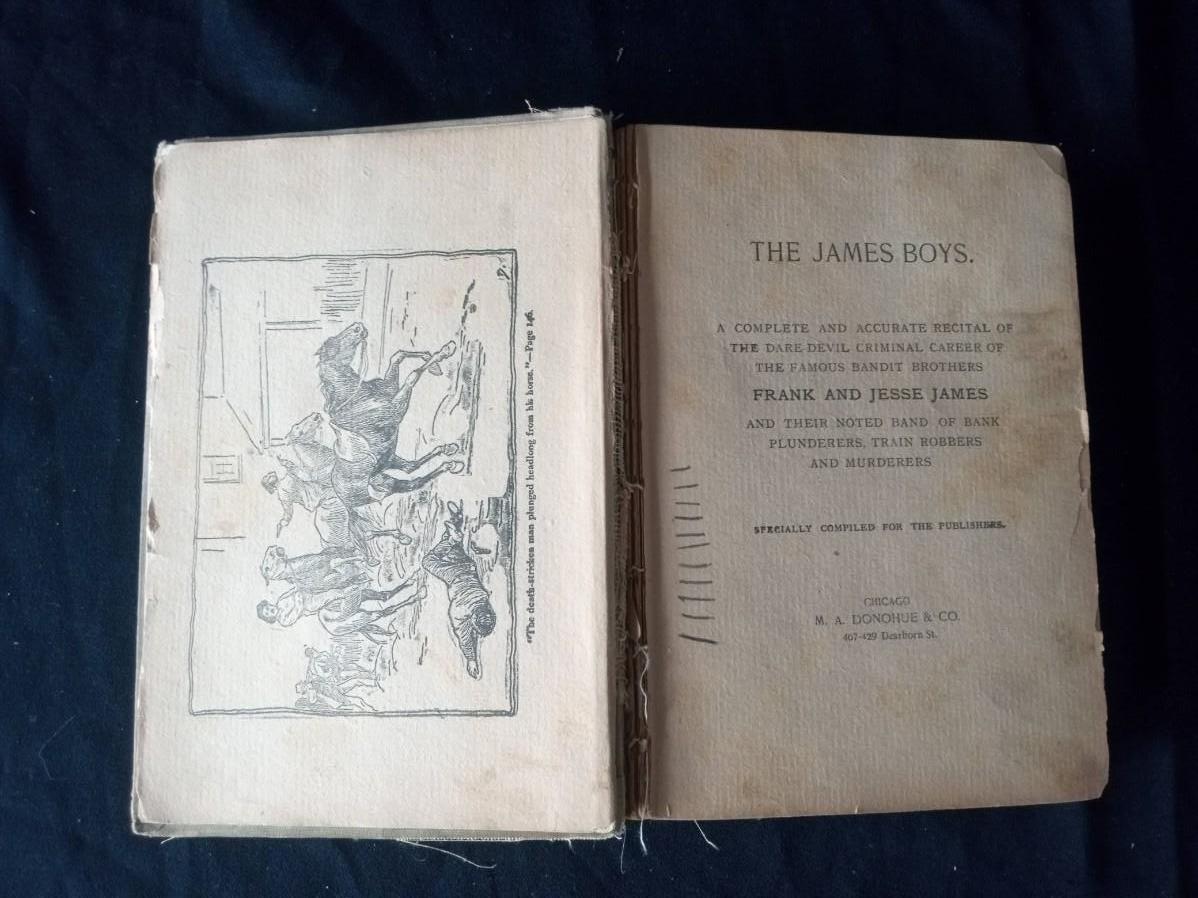 "The death-stricken man plunged headlong from his horse."—Page 146.
THE JAMES BOYS.
A COMPLETE AND ACCURATE RECITAL OF
THE DARE-DEVIL CRIMINAL CAREER OF
THE FAMOUS BANDIT BROTHERS
FRANK AND JESSE JAMES
AND THEIR NOTED BAND OF BANK
PLUNDERERS, TRAIN ROBBERS
AND MURDERERS
SPECIALLY COMPILED FOR THE PUBLISHERS.
CHICAGO
M. A. DONOHUE & CO.
407-429 Dearborn St.